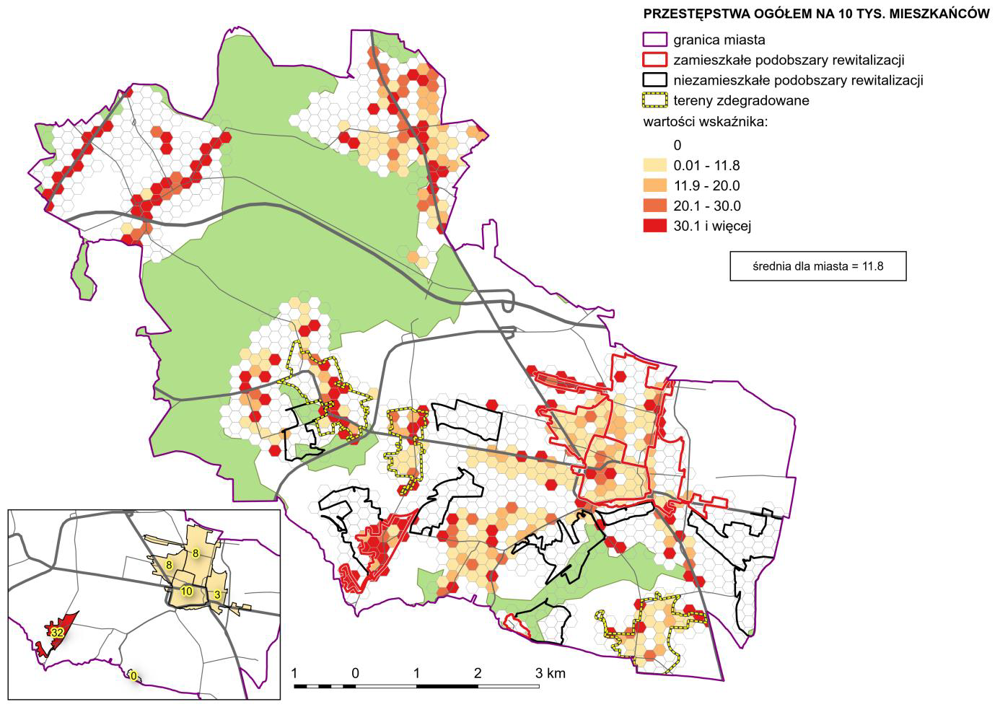 PRZESTĘPSTWA OGÓŁEM NA 10 TYS. MIESZKAŃCÓW
granica miasta
zamieszkałe podobszary rewitalizacji
niezamieszkałe podobszary rewitalizacji
tereny zdegradowane
wartości wskaźnika:
0
0.01 - 11.8
11.9 - 20.0
20.1 - 30.0
30.1 i więcej
średnia dla miasta = 11.8
8
8
10
3
32
0
1 0 1 2 3 km